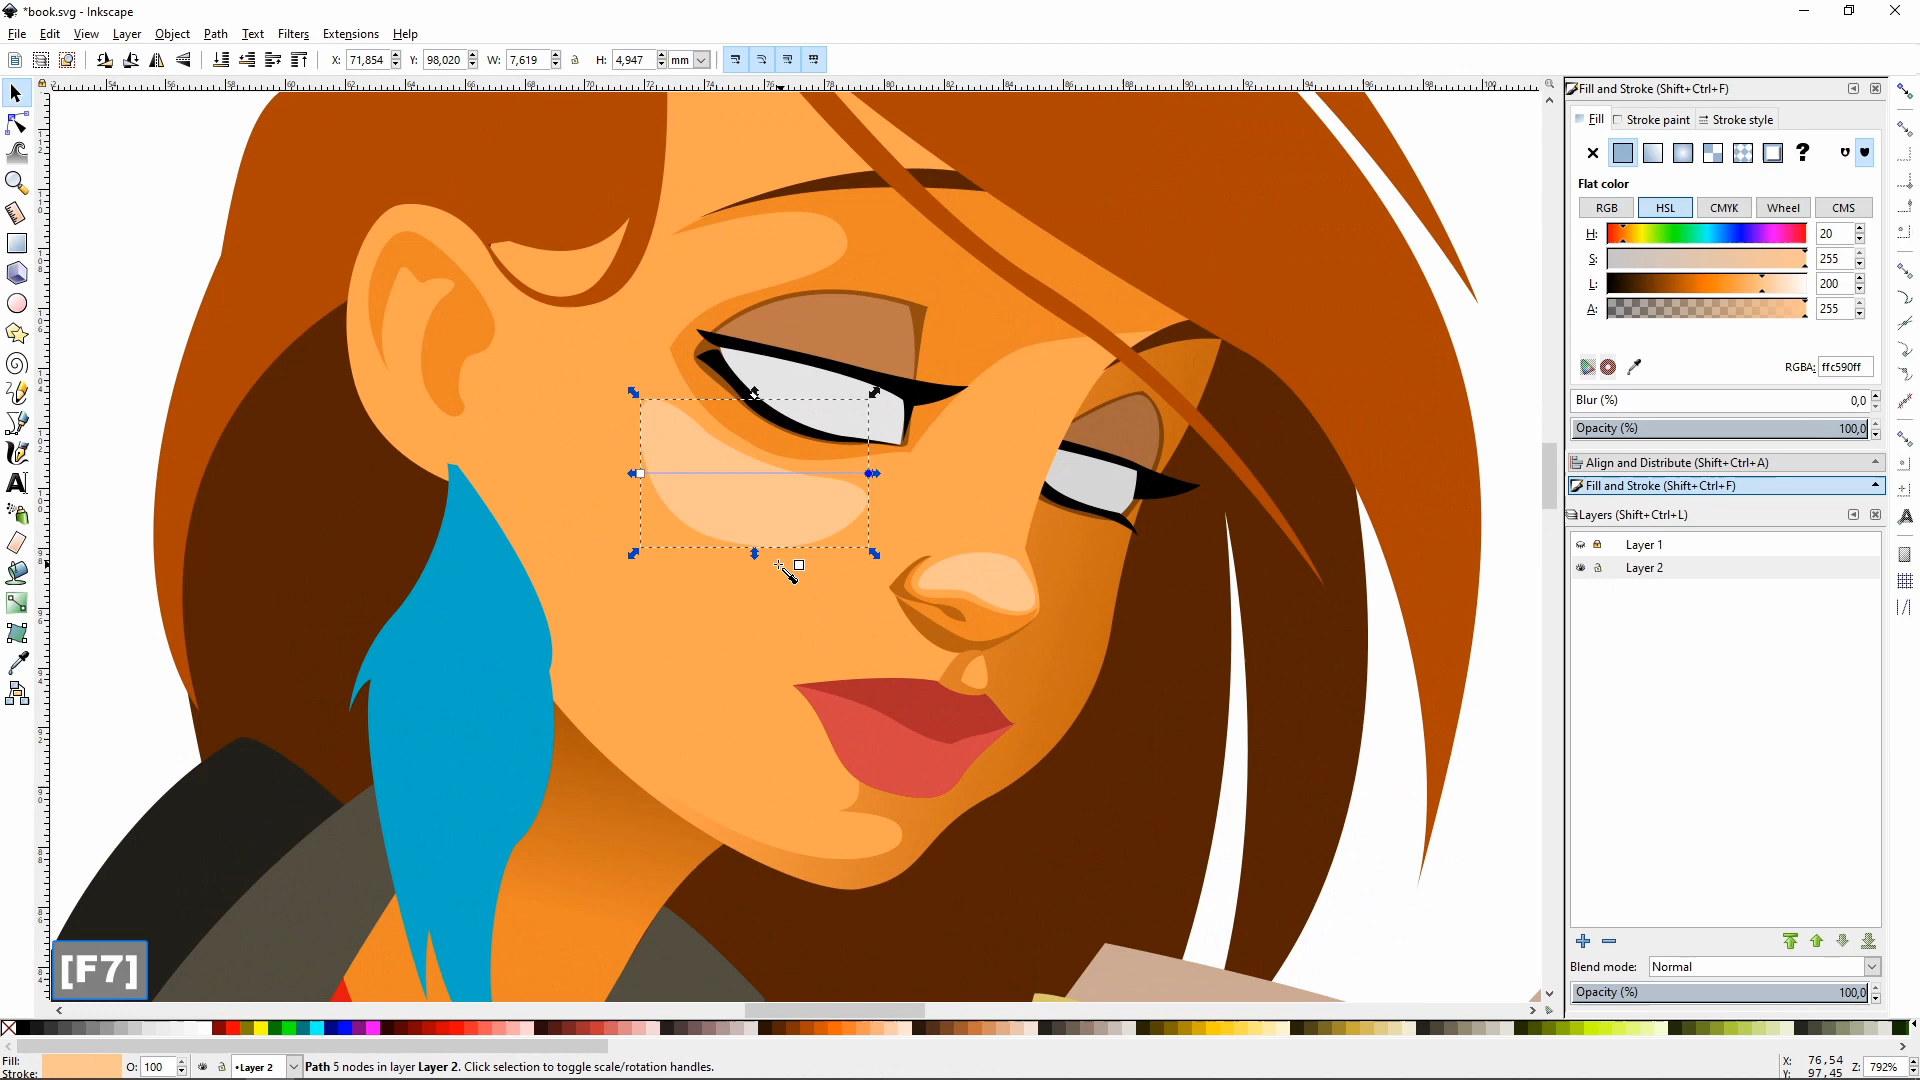 *book.svg - Inkscape
File Edit View Layer Object Path Text Filters Extensions Help
X: 71,854 Y: 98,020 W: 7,619 H: 4,947 mm
Fill and Stroke (Shift+Ctrl+F)
Fill Stroke paint Stroke style
Flat color
RGB HSL CMYK Wheel CMS
H: 20
S: 255
L: 200
A: 255
RGBA: ffc590ff
Blur (%) 0,0
Opacity (%) 100,0
Align and Distribute (Shift+Ctrl+A)
Fill and Stroke (Shift+Ctrl+F)
Layers (Shift+Ctrl+L)
Layer 1
Layer 2
[F7]
Blend mode: Normal
Opacity (%) 100,0
Fill:
Stroke:
O: 100
•Layer 2
Path 5 nodes in layer Layer 2. Click selection to toggle scale/rotation handles.
X: 76,54
Y: 97,45
Z: 792%